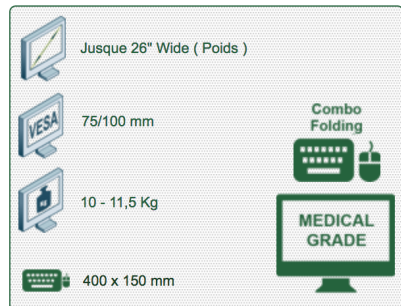 Jusque 26" Wide ( Poids )
VESA
75/100 mm
KG
10 - 11,5 Kg
400 x 150 mm
Combo
Folding
MEDICAL
GRADE